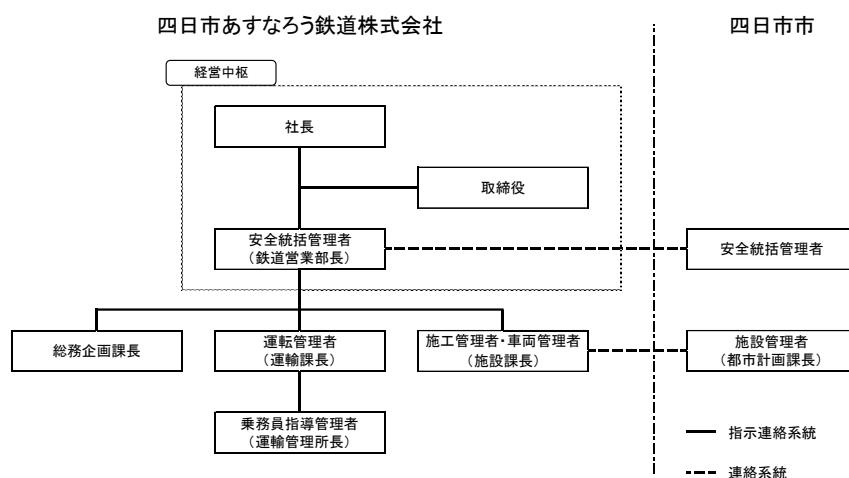 四日市あすなろう鉄道株式会社
四日市市
経営中枢
社長
取締役
安全統括管理者
(鉄道営業部長)
安全統括管理者
総務企画課長
運転管理者
(運輸課長)
施工管理者・車両管理者
(施設課長)
施設管理者
(都市計画課長)
乗務員指導管理者
(運輸管理所長)
指示連絡系統
連絡系統